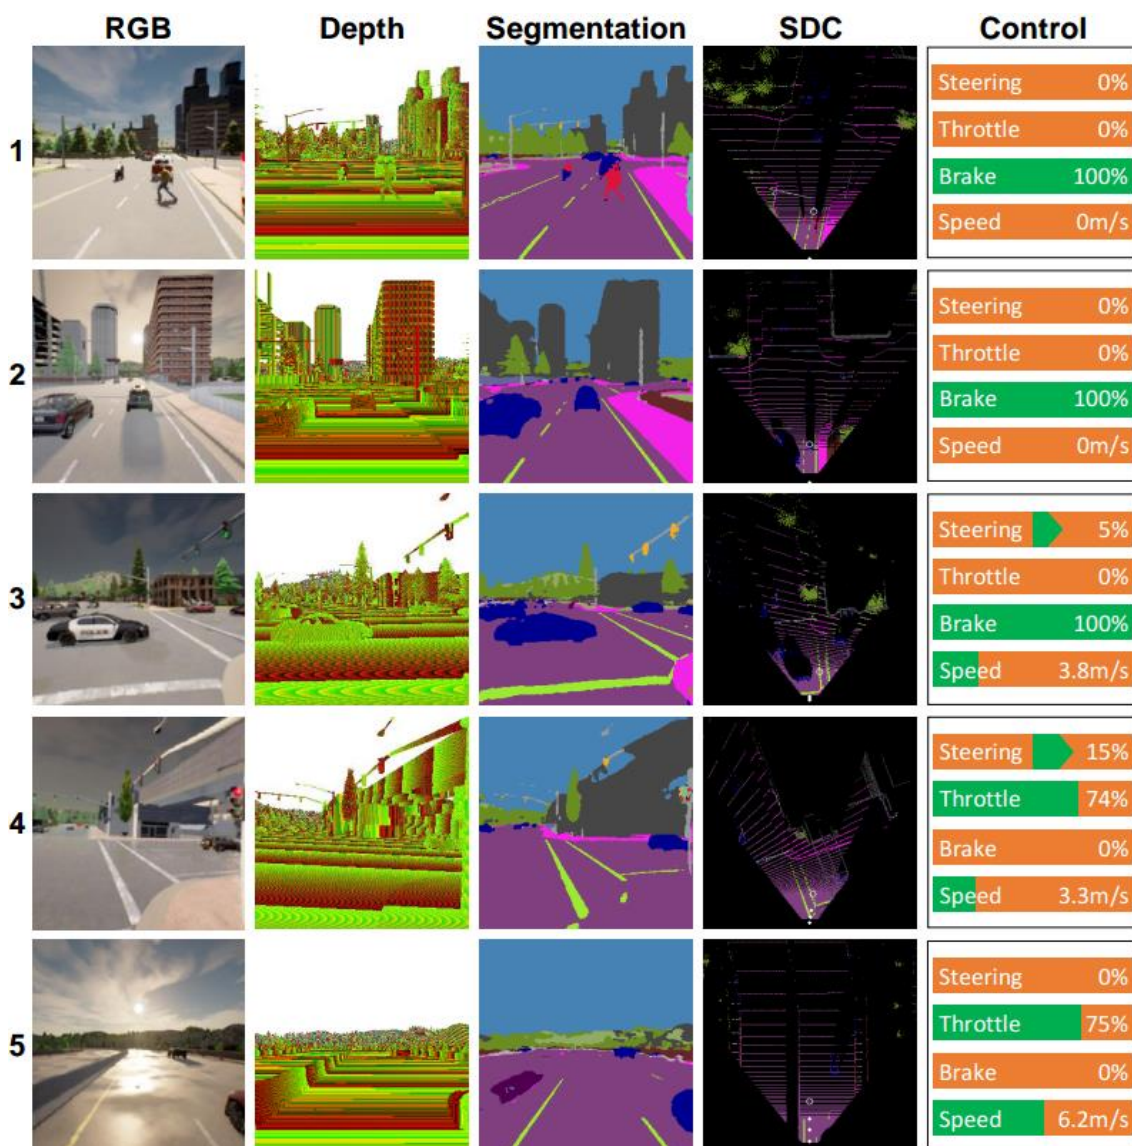 RGB Depth Segmentation SDC Control
1
Steering 0%
Throttle 0%
Brake 100%
Speed 0m/s
2
Steering 0%
Throttle 0%
Brake 100%
Speed 0m/s
3
POLICE
Steering 5%
Throttle 0%
Brake 100%
Speed 3.8m/s
4
Steering 15%
Throttle 74%
Brake 0%
Speed 3.3m/s
5
Steering 0%
Throttle 75%
Brake 0%
Speed 6.2m/s